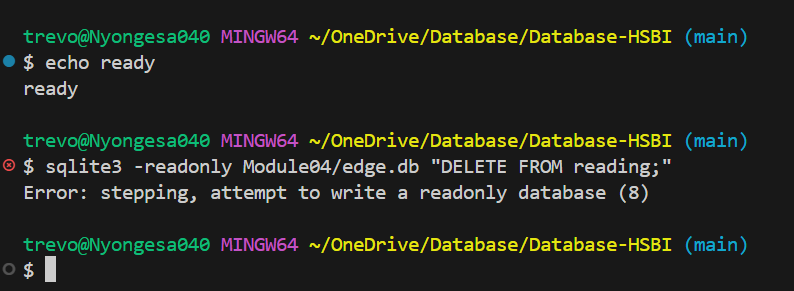 trevo@Nyongesa040 MINGW64 ~/OneDrive/Database/Database-HSBI (main)
$ echo ready
ready
trevo@Nyongesa040 MINGW64 ~/OneDrive/Database/Database-HSBI (main)
$ sqlite3 -readonly Module04/edge.db "DELETE FROM reading;"
Error: stepping, attempt to write a readonly database (8)
trevo@Nyongesa040 MINGW64 ~/OneDrive/Database/Database-HSBI (main)
$